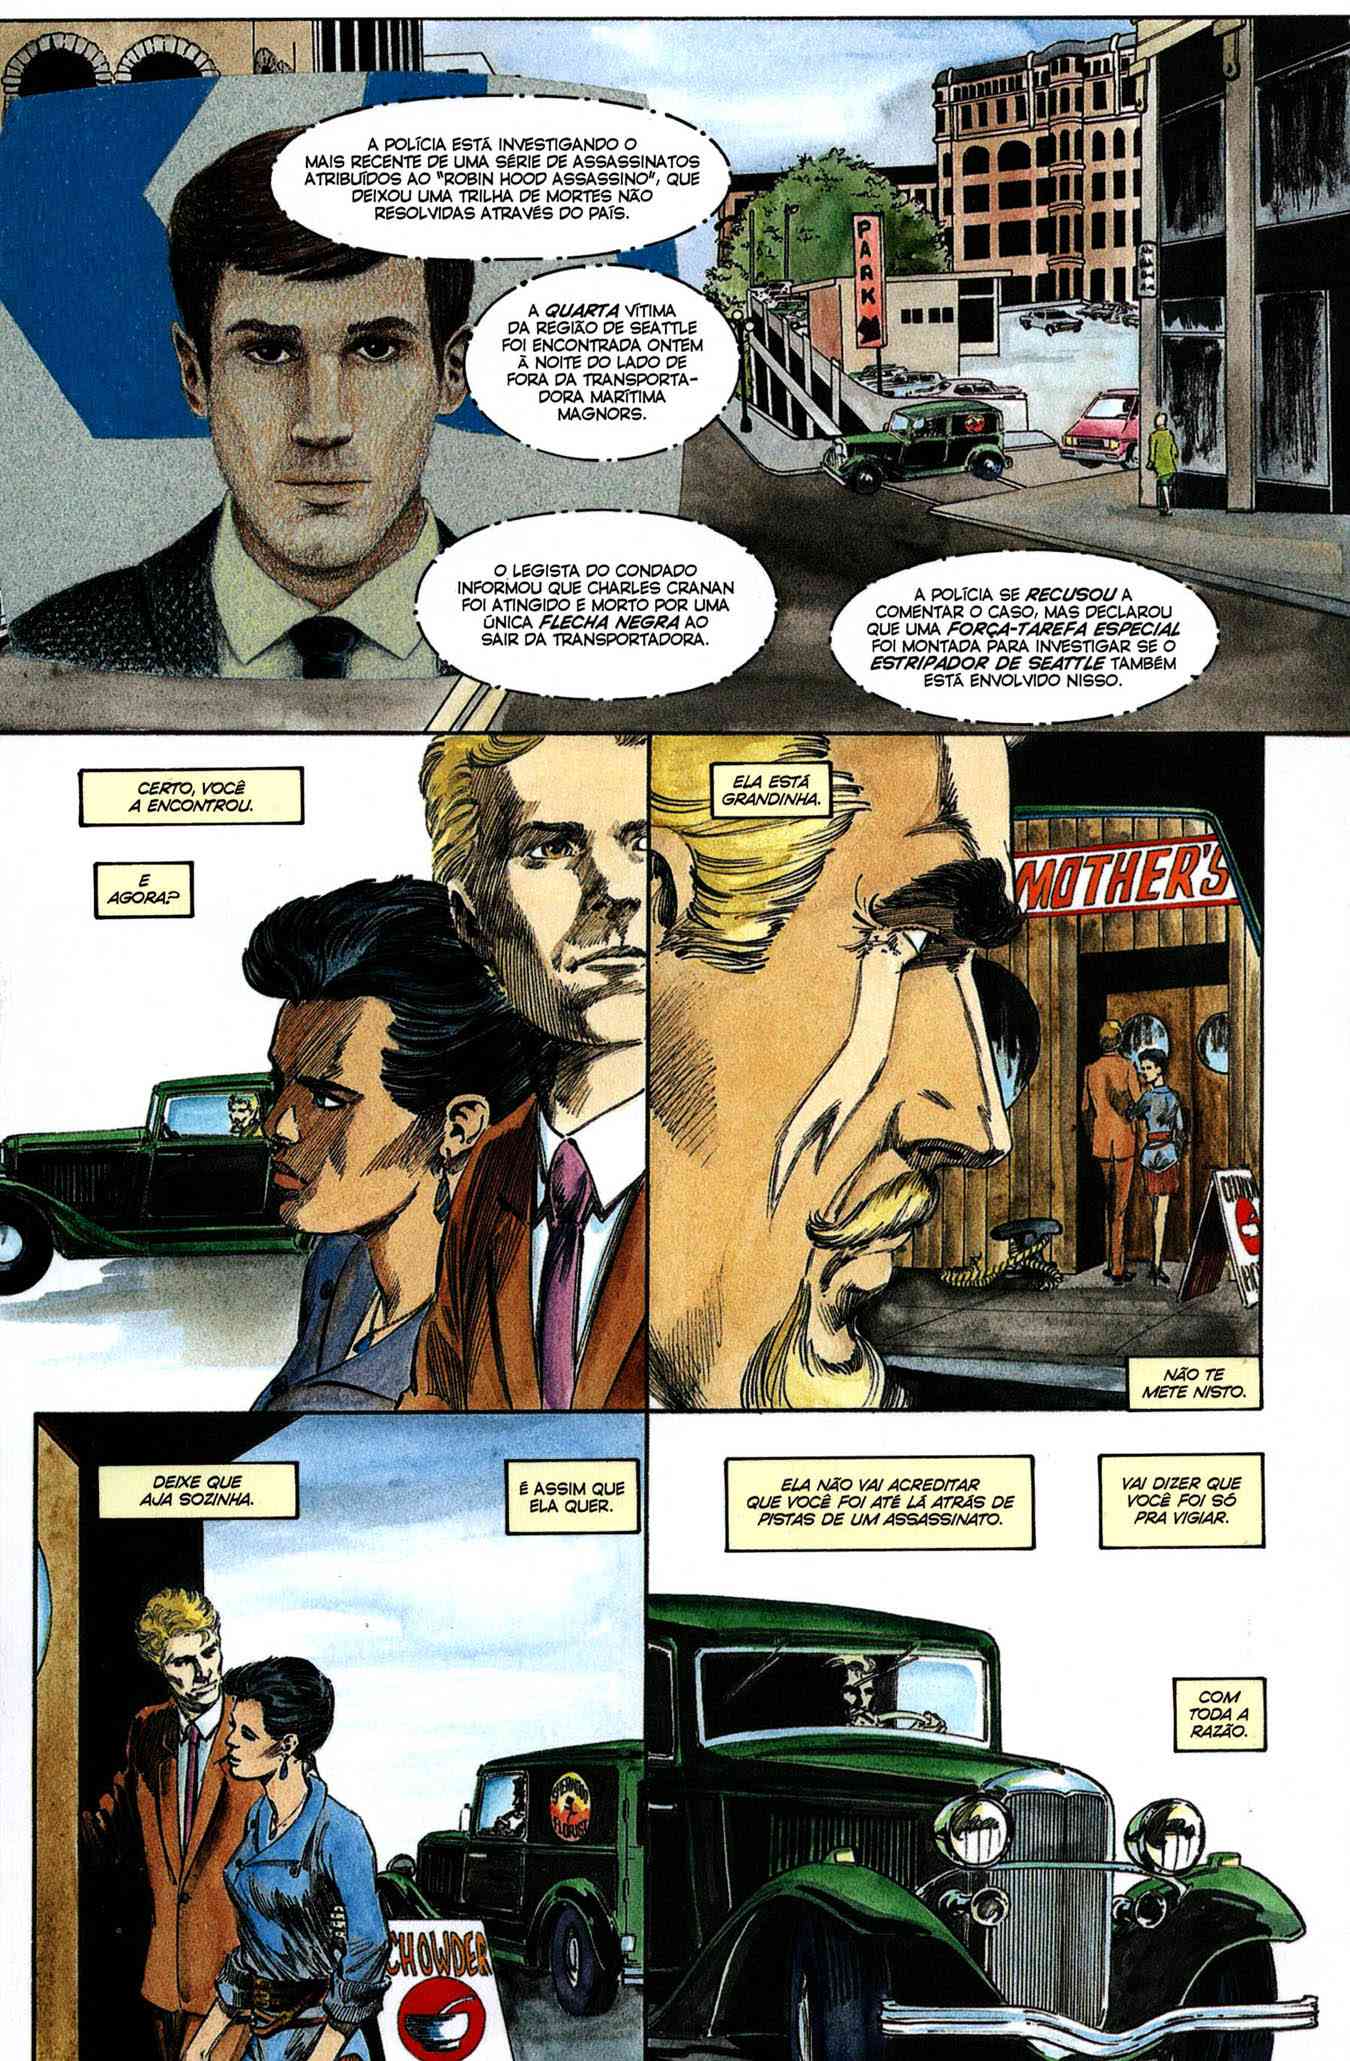 A POLÍCIA ESTÁ INVESTIGANDO O
MAIS RECENTE DE UMA SÉRIE DE ASSASSINATOS
ATRIBUÍDOS AO "ROBIN HOOD ASSASSINO", QUE
DEIXOU UMA TRILHA DE MORTES NÃO
RESOLVIDAS ATRAVÉS DO PAÍS.
A QUARTA VÍTIMA
DA REGIÃO DE SEATTLE
FOI ENCONTRADA ONTEM
À NOITE DO LADO DE
FORA DA TRANSPORTA-
DORA MARÍTIMA
MAGNORS.
PARK
O LEGISTA DO CONDADO
INFORMOU QUE CHARLES CRANAN
FOI ATINGIDO E MORTO POR UMA
ÚNICA FLECHA NEGRA AO
SAIR DA TRANSPORTADORA.
A POLÍCIA SE RECUSOU A
COMENTAR O CASO, MAS DECLAROU
QUE UMA FORÇA-TAREFA ESPECIAL
FOI MONTADA PARA INVESTIGAR SE O
ESTRIPADOR DE SEATTLE TAMBÉM
ESTÁ ENVOLVIDO NISSO.
CERTO, VOCÊ
A ENCONTROU.
E
AGORA?
ELA ESTÁ
GRANDINHA.
MOTHER'S
NÃO TE
METE NISTO.
DEIXE QUE
AJA SOZINHA.
É ASSIM QUE
ELA QUER.
SHERWOOD
FLORIST
CHOWDER
ELA NÃO VAI ACREDITAR
QUE VOCÊ FOI ATÉ LÁ ATRÁS DE
PISTAS DE UM ASSASSINATO.
VAI DIZER QUE
VOCÊ FOI SÓ
PRA VIGIAR.
COM
TODA A
RAZÃO.